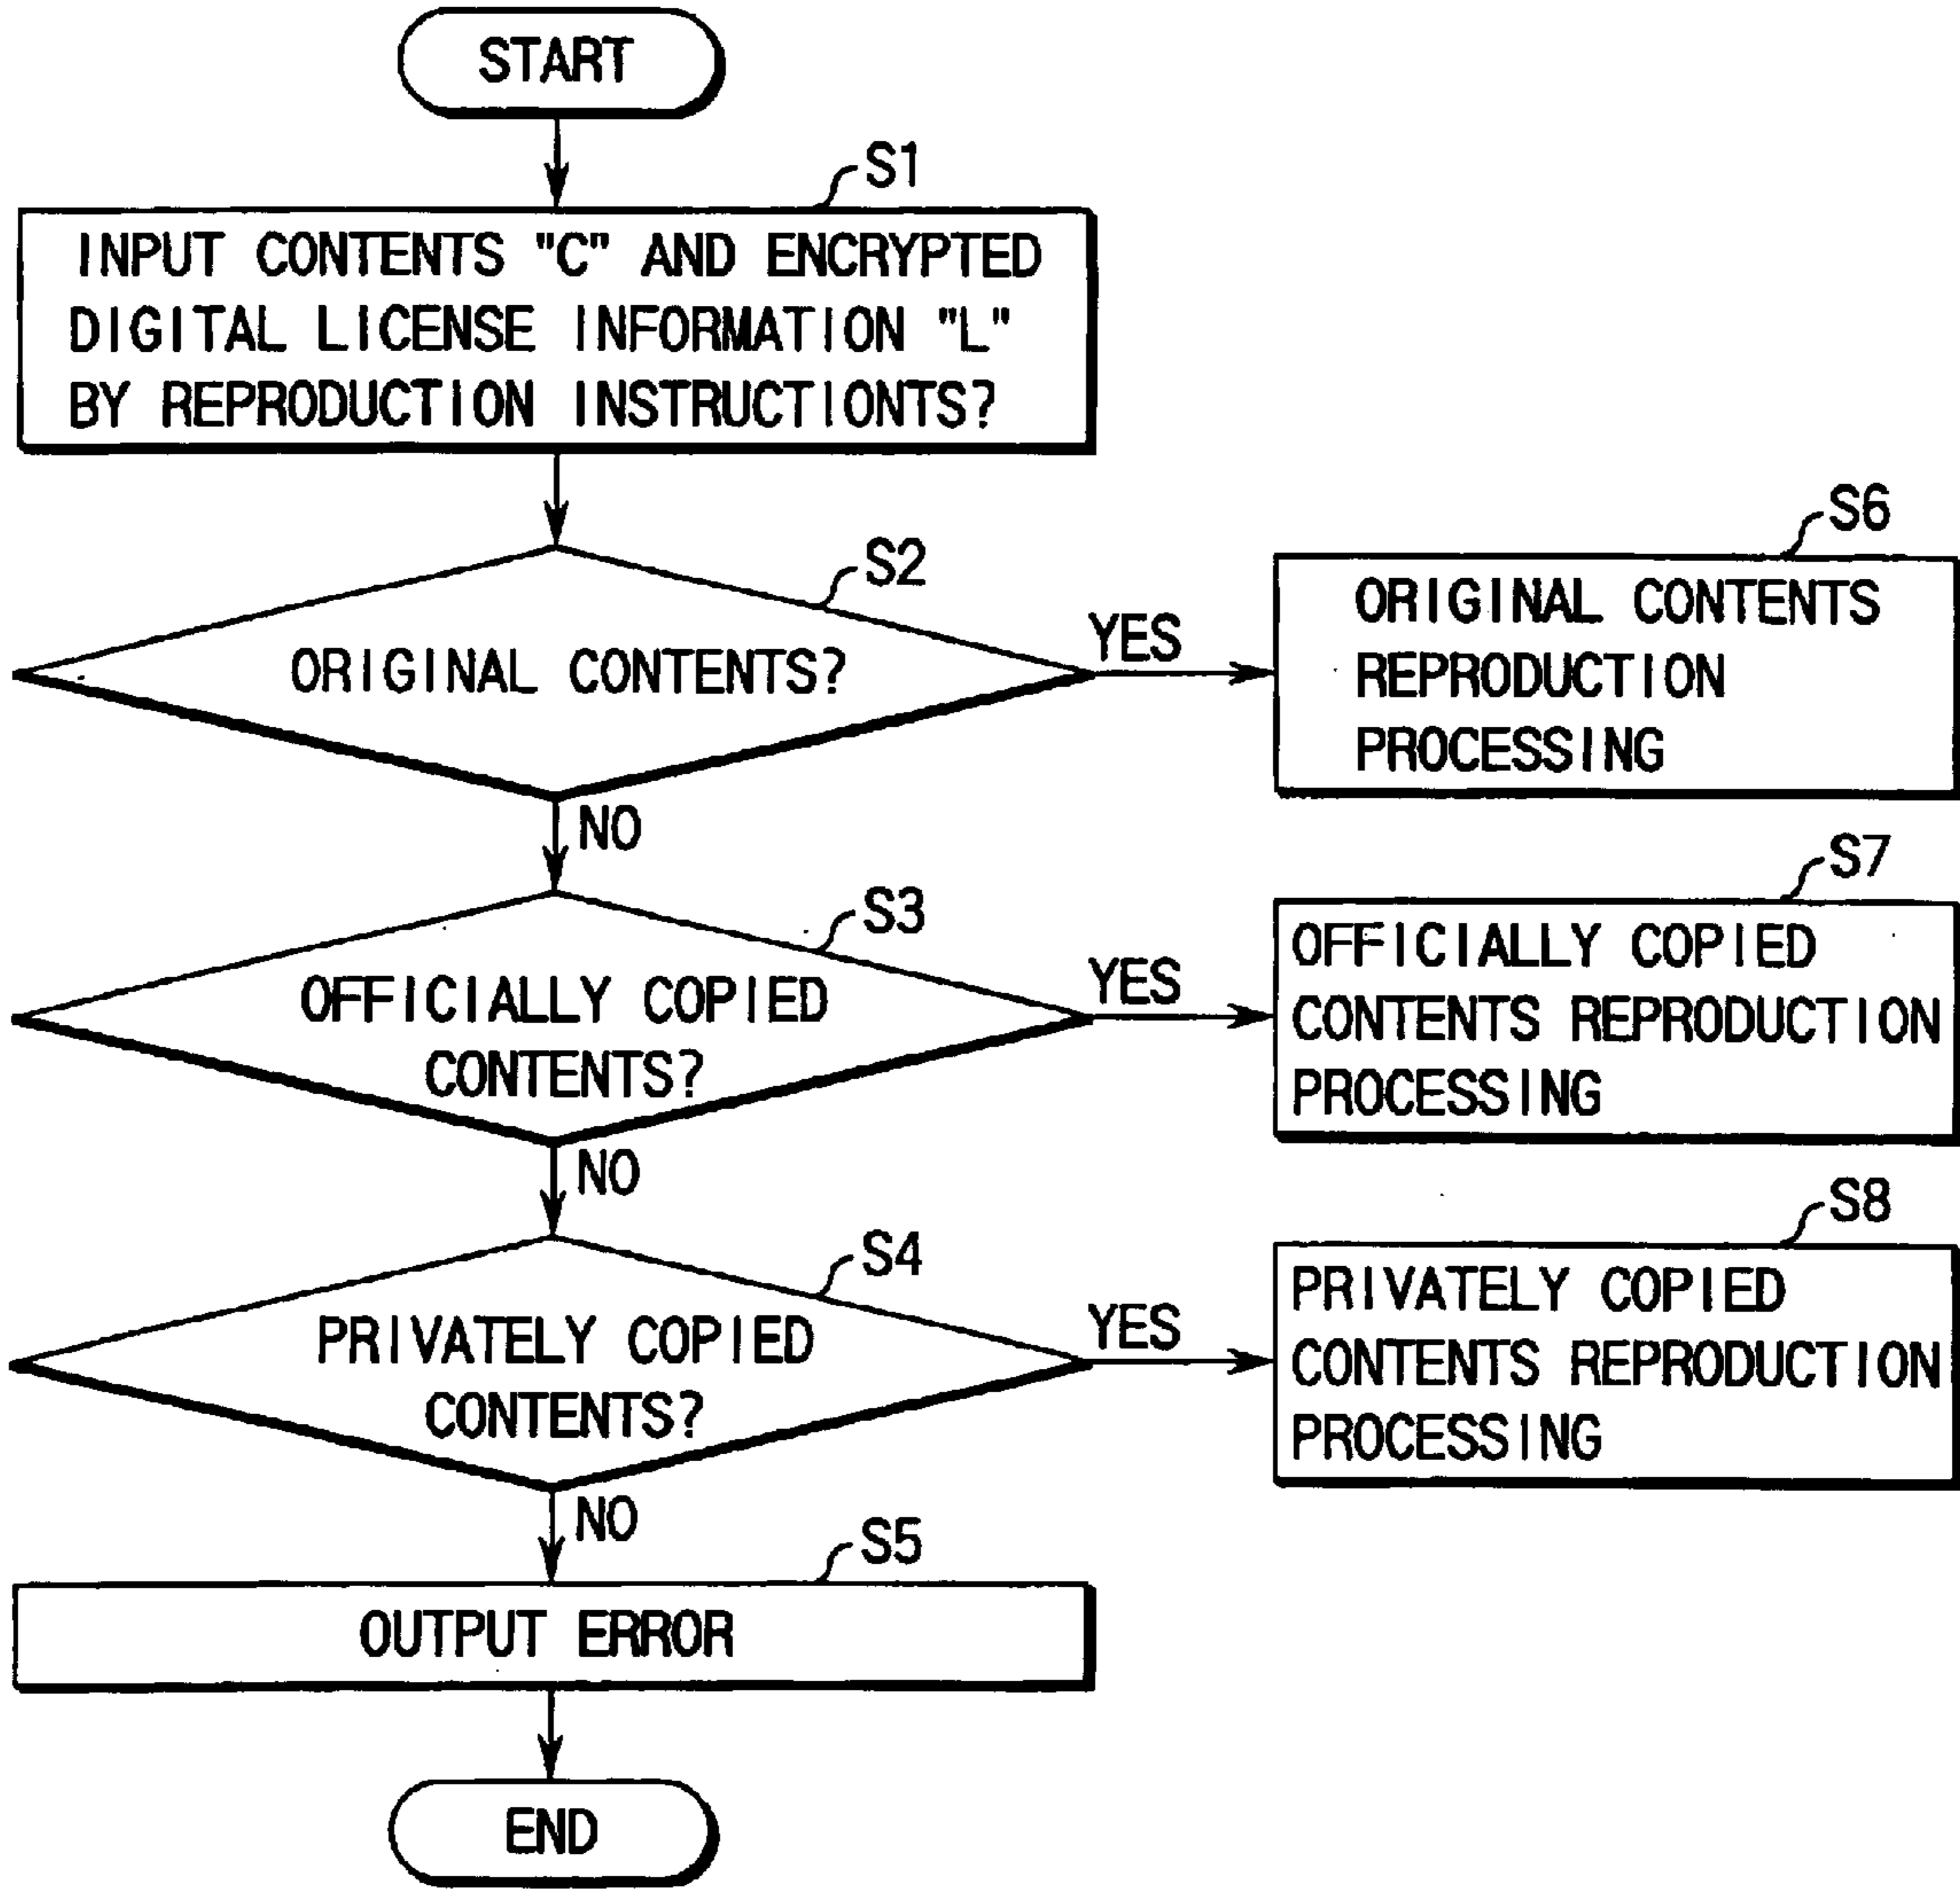 START
S1
INPUT CONTENTS "C" AND ENCRYPTED
DIGITAL LICENSE INFORMATION "L"
BY REPRODUCTION INSTRUCTIONTS?
S2
ORIGINAL CONTENTS?
YES
S6
ORIGINAL CONTENTS
REPRODUCTION
PROCESSING
NO
S3
OFFICIALLY COPIED
CONTENTS?
YES
S7
OFFICIALLY COPIED
CONTENTS REPRODUCTION
PROCESSING
NO
S4
PRIVATELY COPIED
CONTENTS?
YES
S8
PRIVATELY COPIED
CONTENTS REPRODUCTION
PROCESSING
NO
S5
OUTPUT ERROR
END